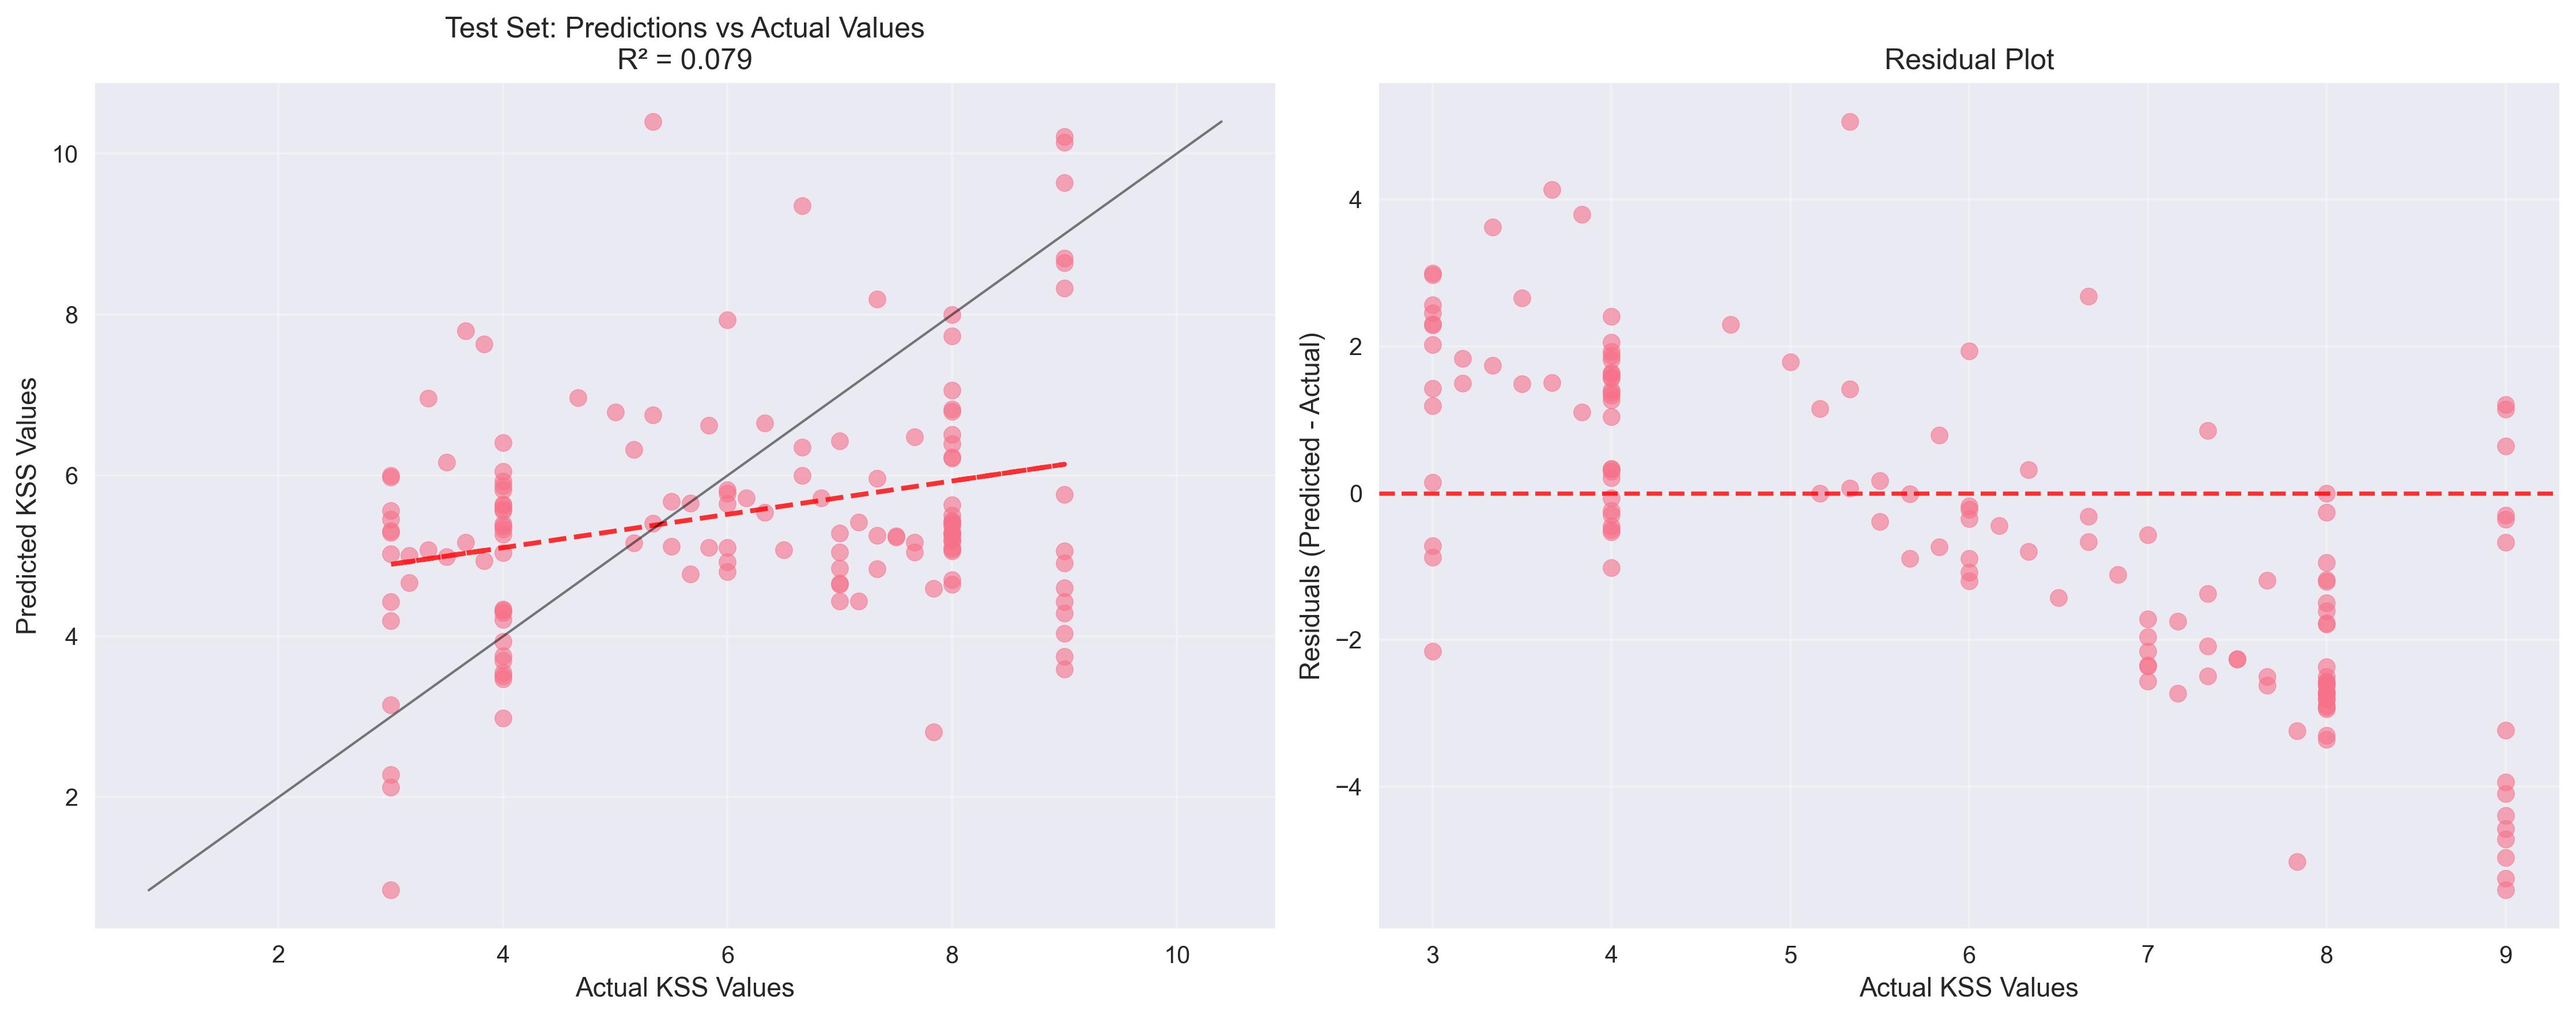 Test Set: Predictions vs Actual Values
R² = 0.079
Predicted KSS Values
10
8
6
4
2
2 4 6 8 10
Actual KSS Values
Residual Plot
Residuals (Predicted - Actual)
4
2
0
−2
−4
3 4 5 6 7 8 9
Actual KSS Values